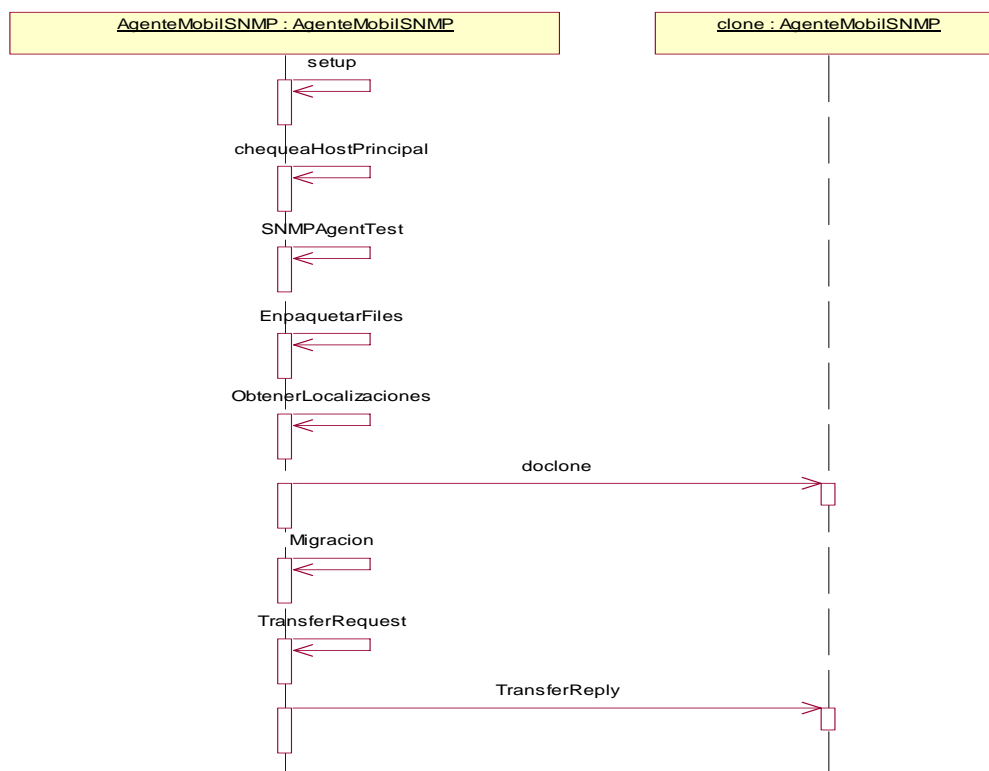 AgenteMobilSNMP : AgenteMobilSNMP
clone : AgenteMobilSNMP
setup
chequeaHostPrincipal
SNMPAgentTest
EnpaquetarFiles
ObtenerLocalizaciones
doclone
Migracion
TransferRequest
TransferReply